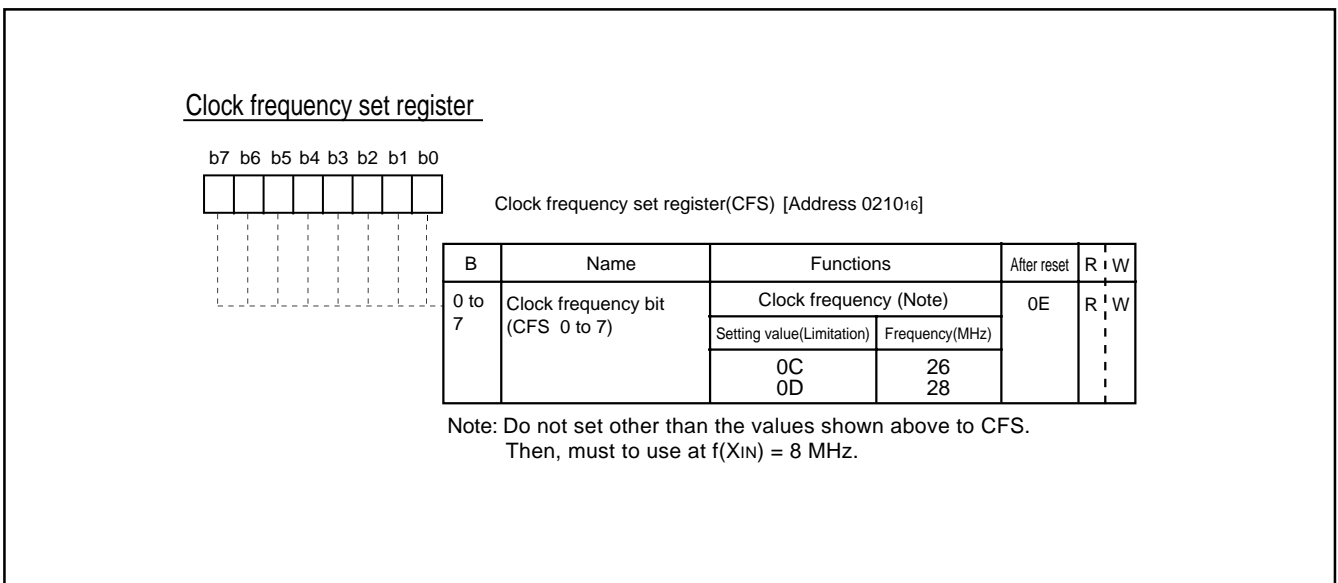 Clock frequency set register
b7 b6 b5 b4 b3 b2 b1 b0
Clock frequency set register(CFS) [Address 021016]
B Name Functions After reset R W
0 to 7 Clock frequency bit (CFS 0 to 7) Clock frequency (Note) 0E R W
Setting value(Limitation) Frequency(MHz)
0C 26
0D 28
Note: Do not set other than the values shown above to CFS.
Then, must to use at f(XIN) = 8 MHz.